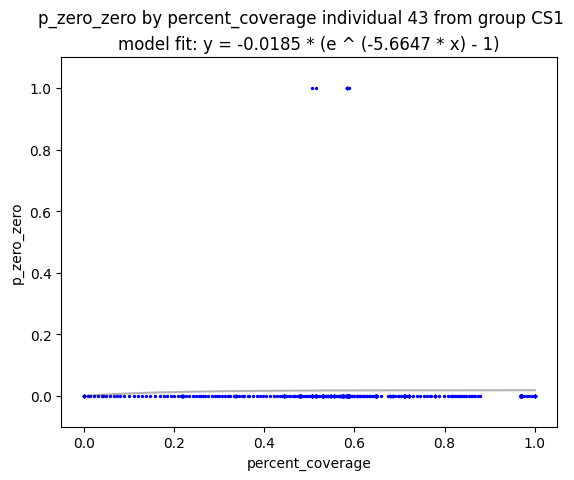 p_zero_zero by percent_coverage individual 43 from group CS1
model fit: y = -0.0185 * (e ^ (-5.6647 * x) - 1)
1.0
0.8
0.6
0.4
0.2
0.0
p_zero_zero
0.0 0.2 0.4 0.6 0.8 1.0
percent_coverage